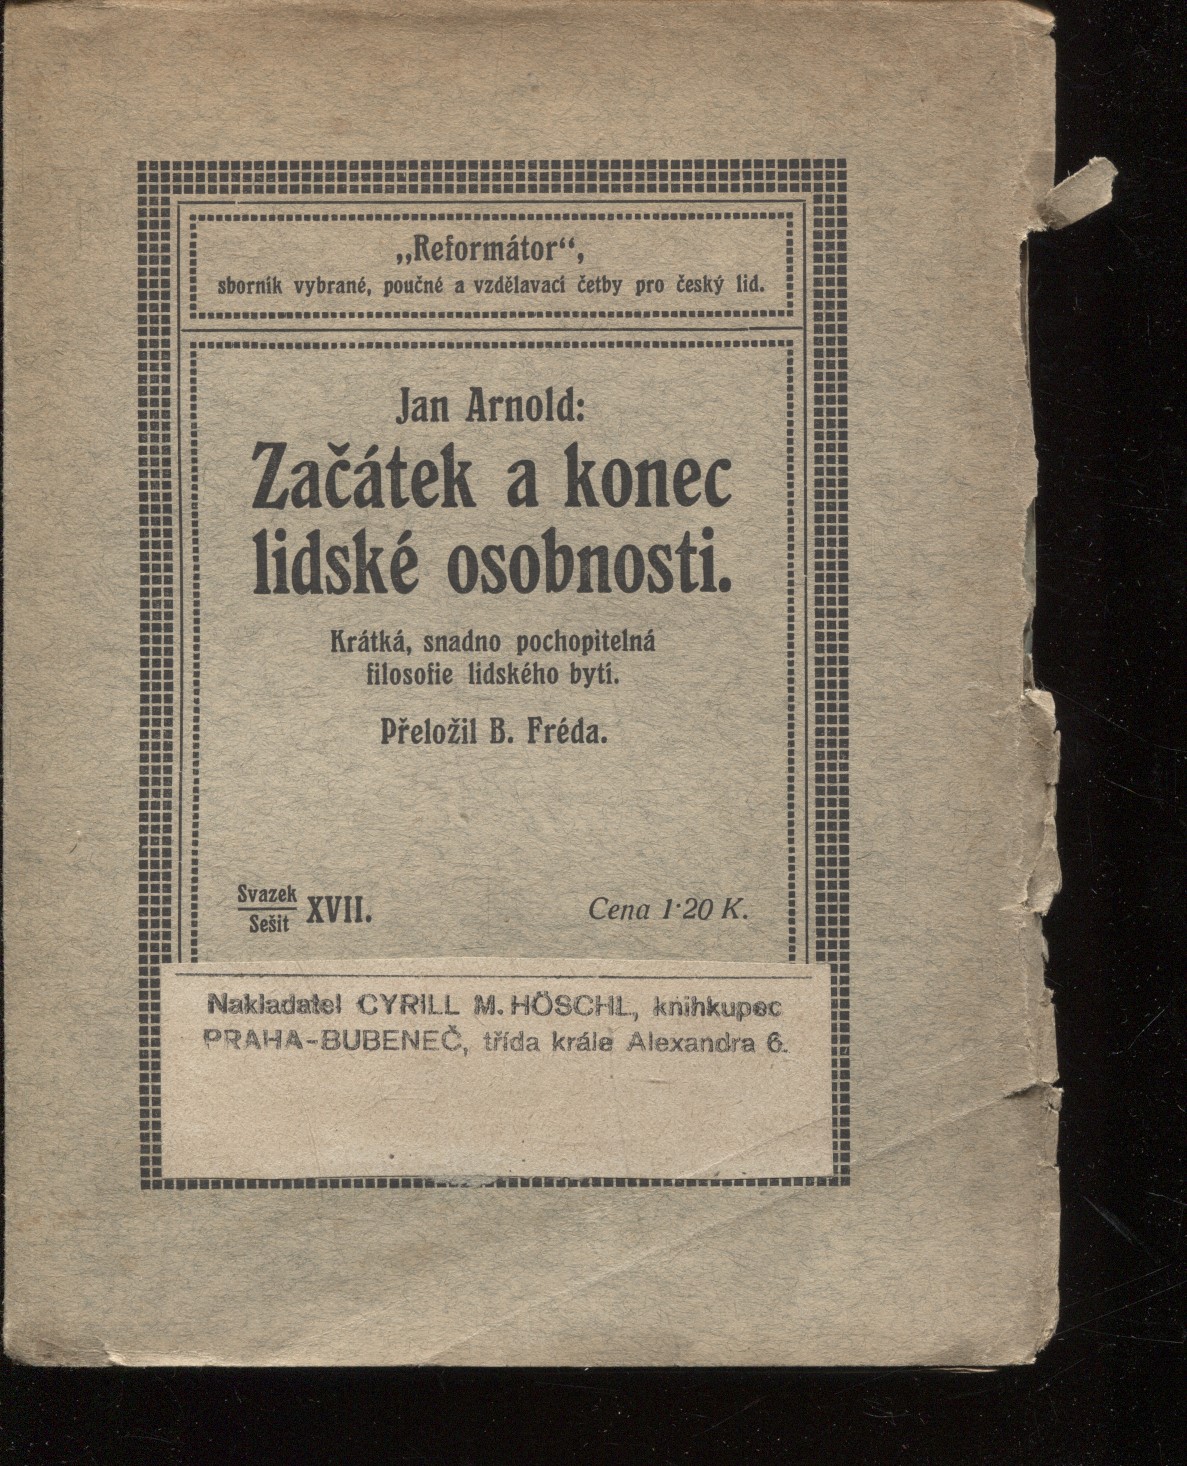 „Reformátor“,
sborník vybrané, poučné a vzdělavací četby pro český lid.
Jan Arnold:
Začátek a konec
lidské osobnosti.
Krátká, snadno pochopitelná
filosofie lidského bytí.
Přeložil B. Fréda.
Svazek
Sešit XVII.
Cena 1·20 K.
Nakladatel CYRILL M. HÖSCHL, knihkupec
PRAHA-BUBENEČ, třída krále Alexandra 6.